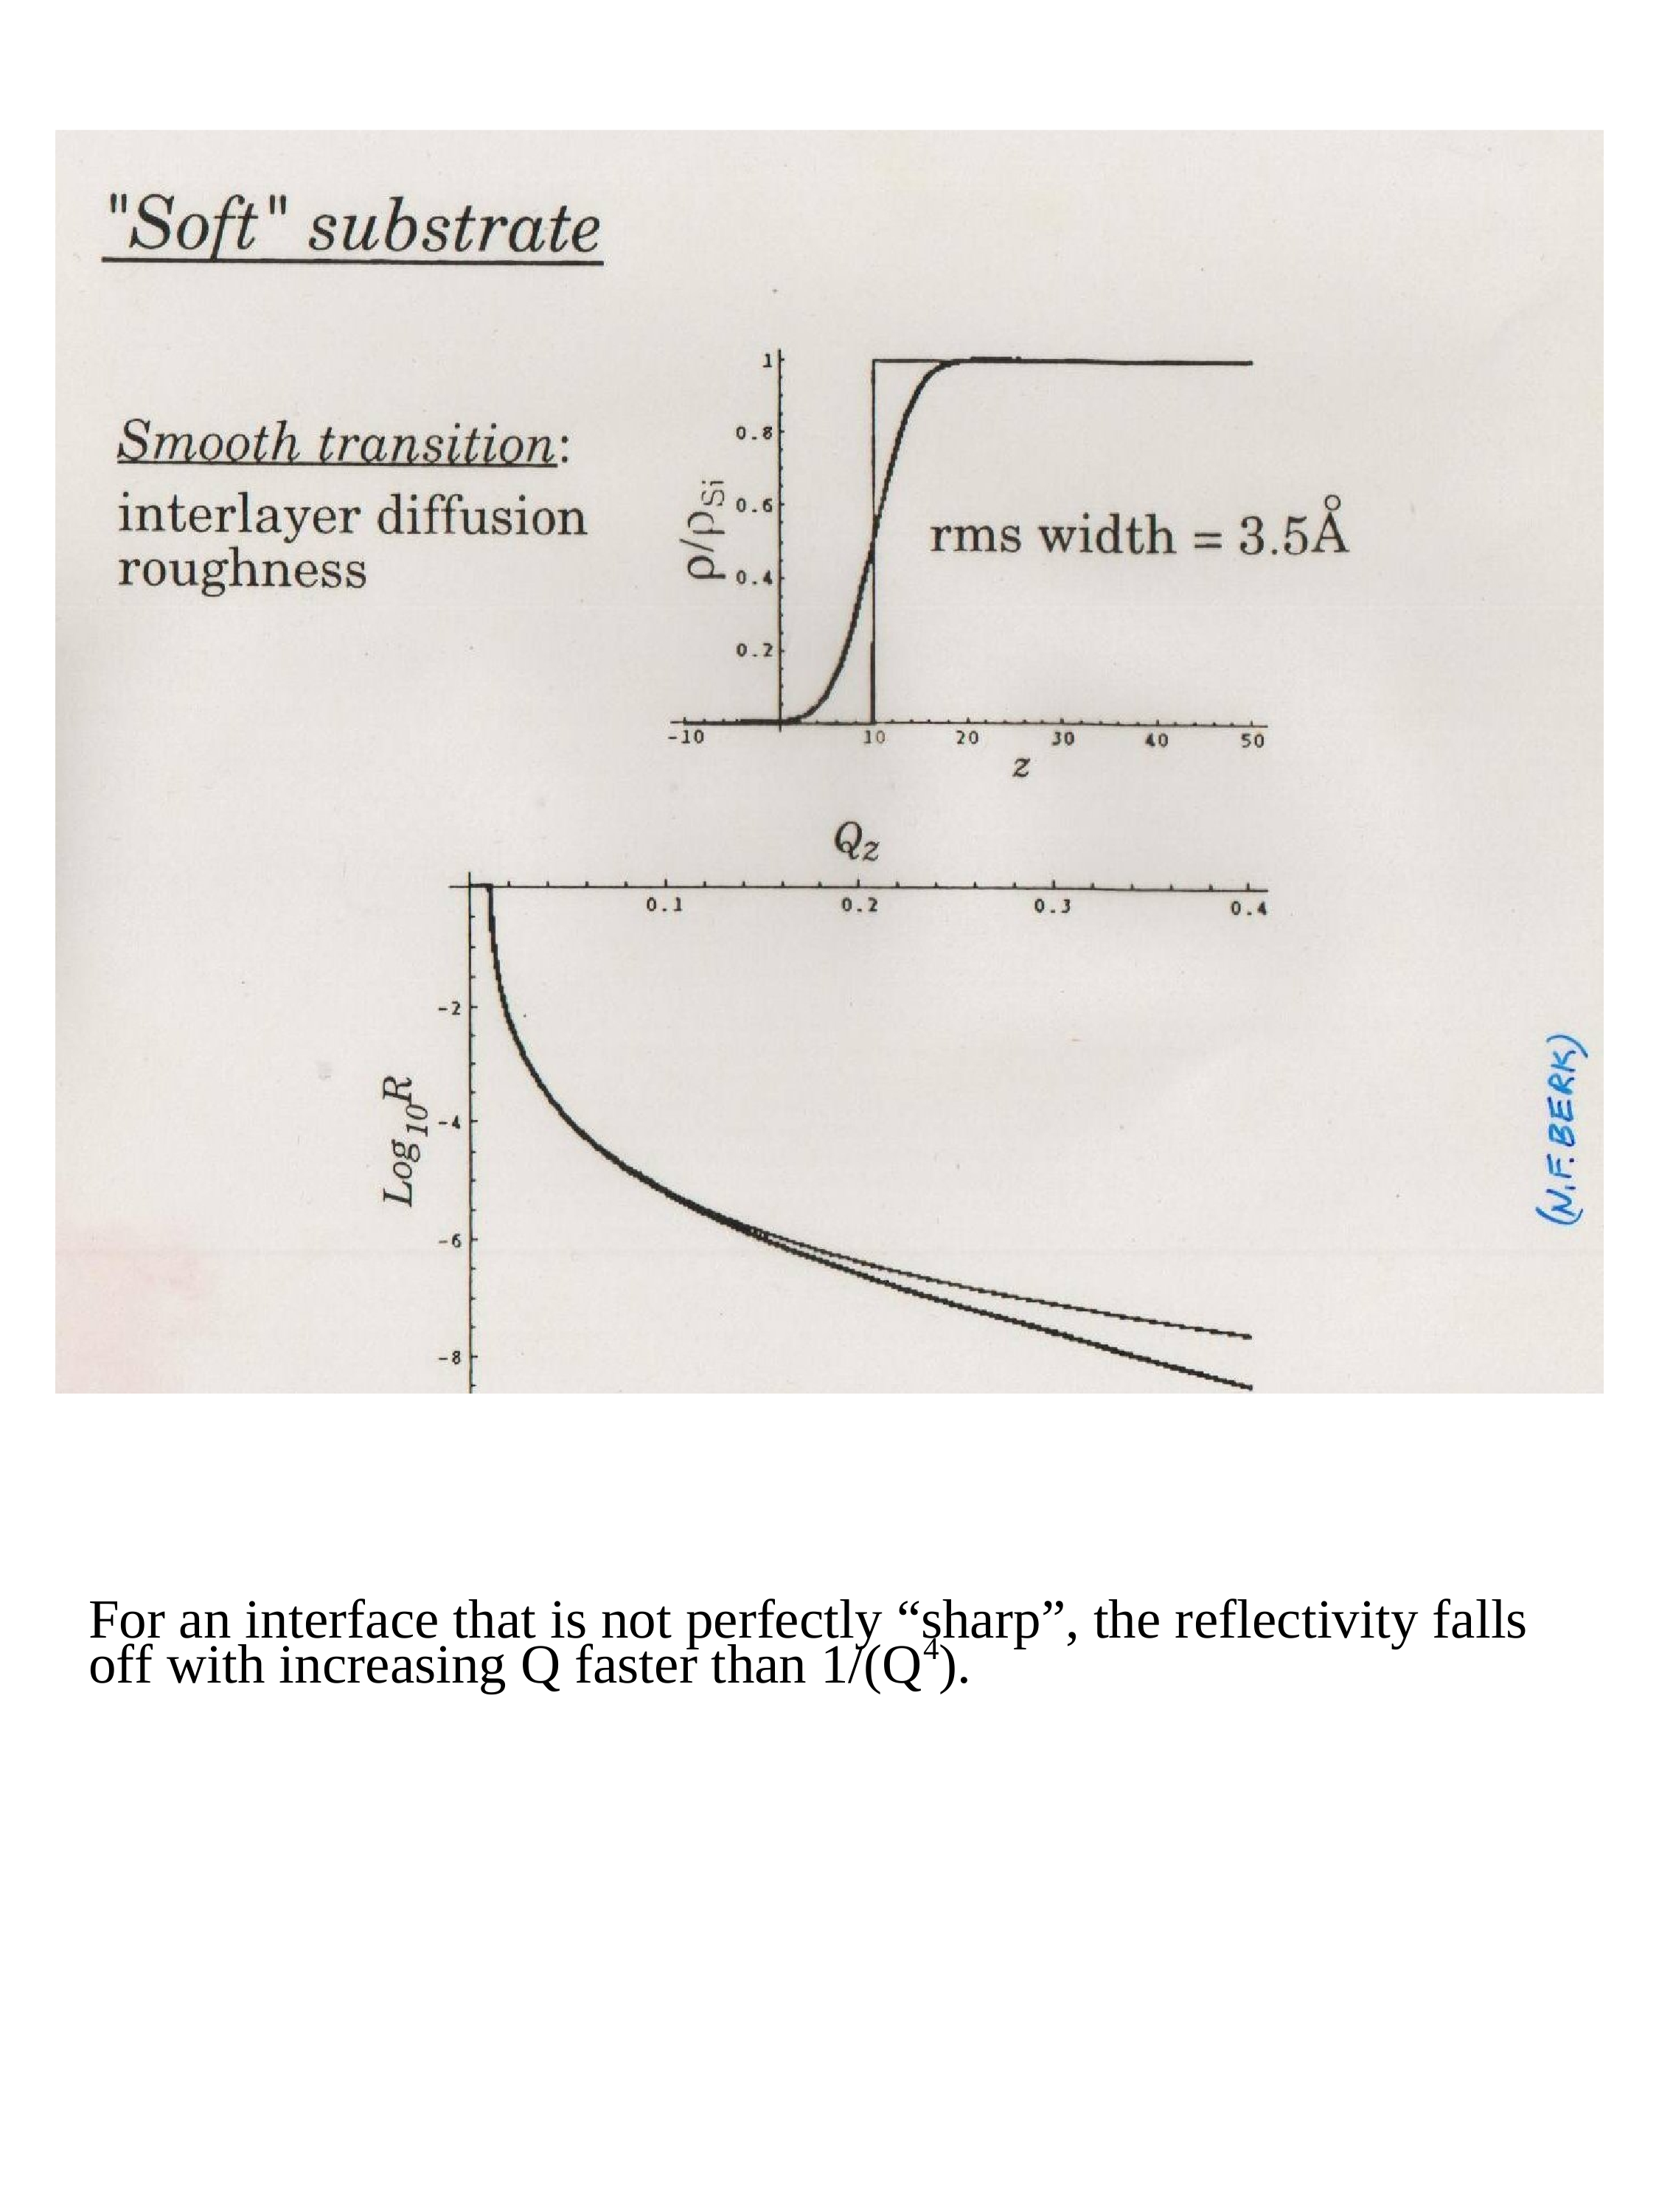 "Soft" substrate
Smooth transition:
interlayer diffusion
roughness
1
0.8
0.6
0.4
0.2
ρ/ρSi
rms width = 3.5Å
-10 10 20 30 40 50
z
Qz
0.1 0.2 0.3 0.4
-2
-4
-6
-8
Log10R
(N.F. BERK)
For an interface that is not perfectly “sharp”, the reflectivity falls
off with increasing Q faster than 1/(Q4).